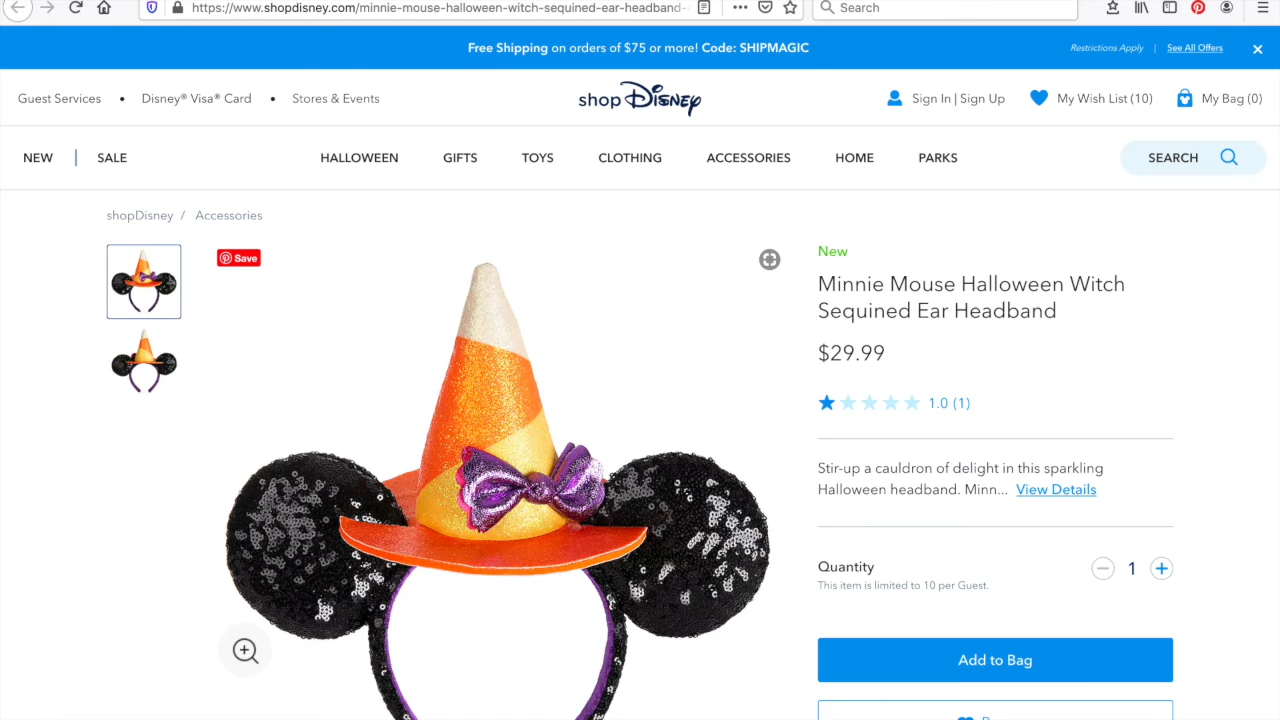 https://www.shopdisney.com/minnie-mouse-halloween-witch-sequined-ear-headband-
Search
Free Shipping on orders of $75 or more! Code: SHIPMAGIC
Restrictions Apply | See All Offers
Guest Services • Disney® Visa® Card • Stores & Events
shop Disney
Sign In | Sign Up
My Wish List (10)
My Bag (0)
NEW | SALE
HALLOWEEN GIFTS TOYS CLOTHING ACCESSORIES HOME PARKS
SEARCH
shopDisney / Accessories
Save
New
Minnie Mouse Halloween Witch
Sequined Ear Headband
$29.99
1.0 (1)
Stir-up a cauldron of delight in this sparkling
Halloween headband. Minn... View Details
Quantity
This item is limited to 10 per Guest.
1
Add to Bag